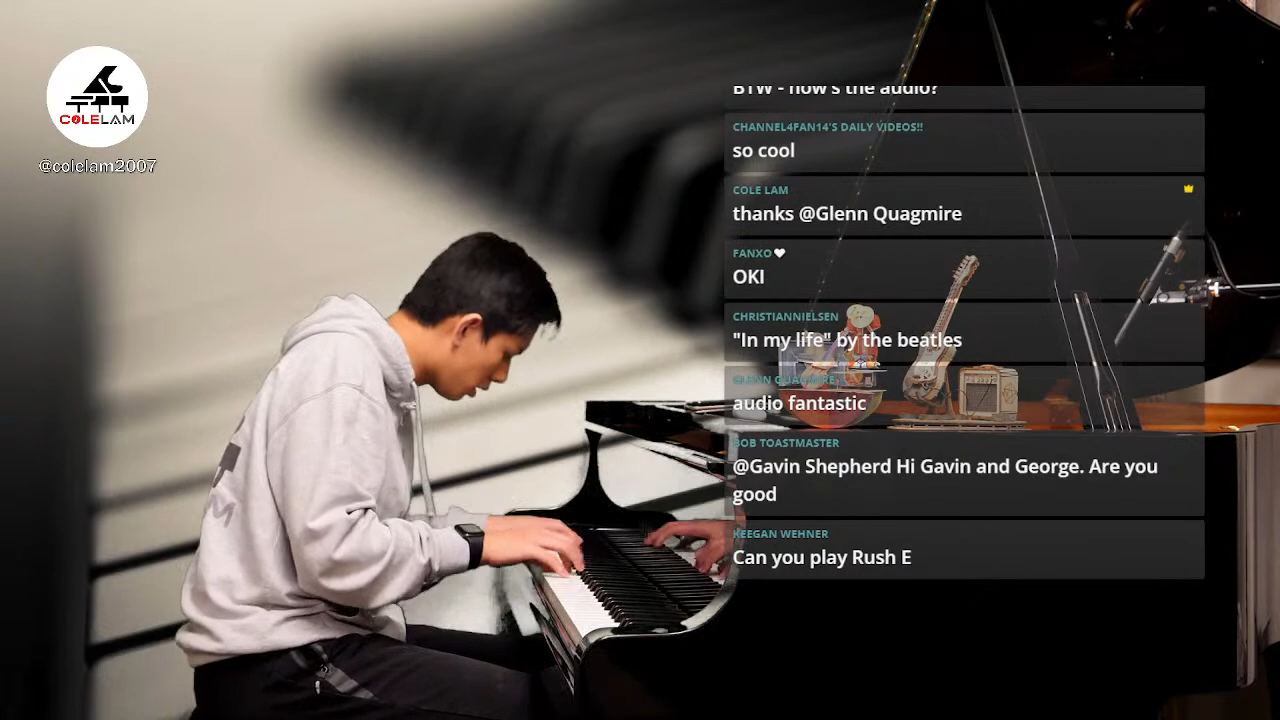 COLELAM
@colelam2007
BTW - how's the audio?
CHANNEL4FAN14'S DAILY VIDEOS!!
so cool
COLE LAM
thanks @Glenn Quagmire
FANXO🤍
OKI
CHRISTIANNIELSEN
"In my life" by the beatles
GLENN QUAGMIRE
audio fantastic
BOB TOASTMASTER
@Gavin Shepherd Hi Gavin and George. Are you
good
KEEGAN WEHNER
Can you play Rush E